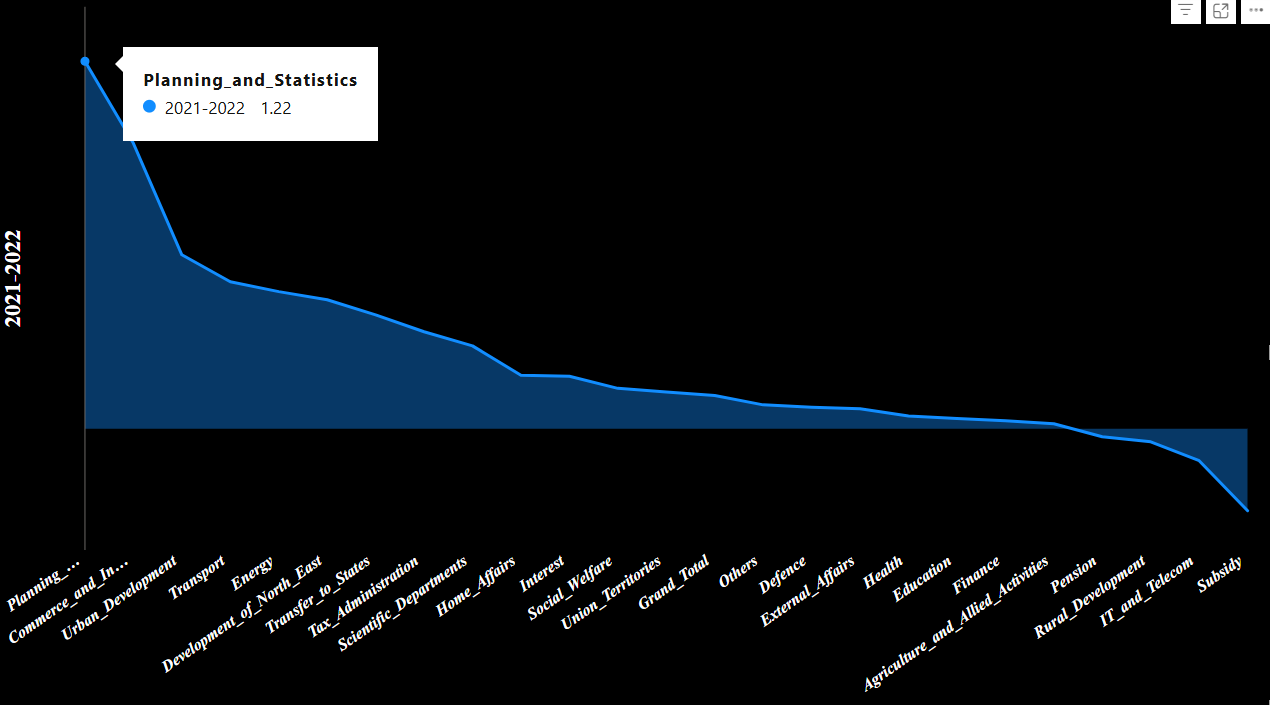 Planning_and_Statistics
2021-2022 1.22
2021-2022
Planning_...
Commerce_and_In...
Urban_Development
Transport
Energy
Development_of_North_East
Transfer_to_States
Tax_Administration
Scientific_Departments
Home_Affairs
Interest
Social_Welfare
Union_Territories
Grand_Total
Others
Defence
External_Affairs
Health
Education
Finance
Agriculture_and_Allied_Activities
Pension
Rural_Development
IT_and_Telecom
Subsidy